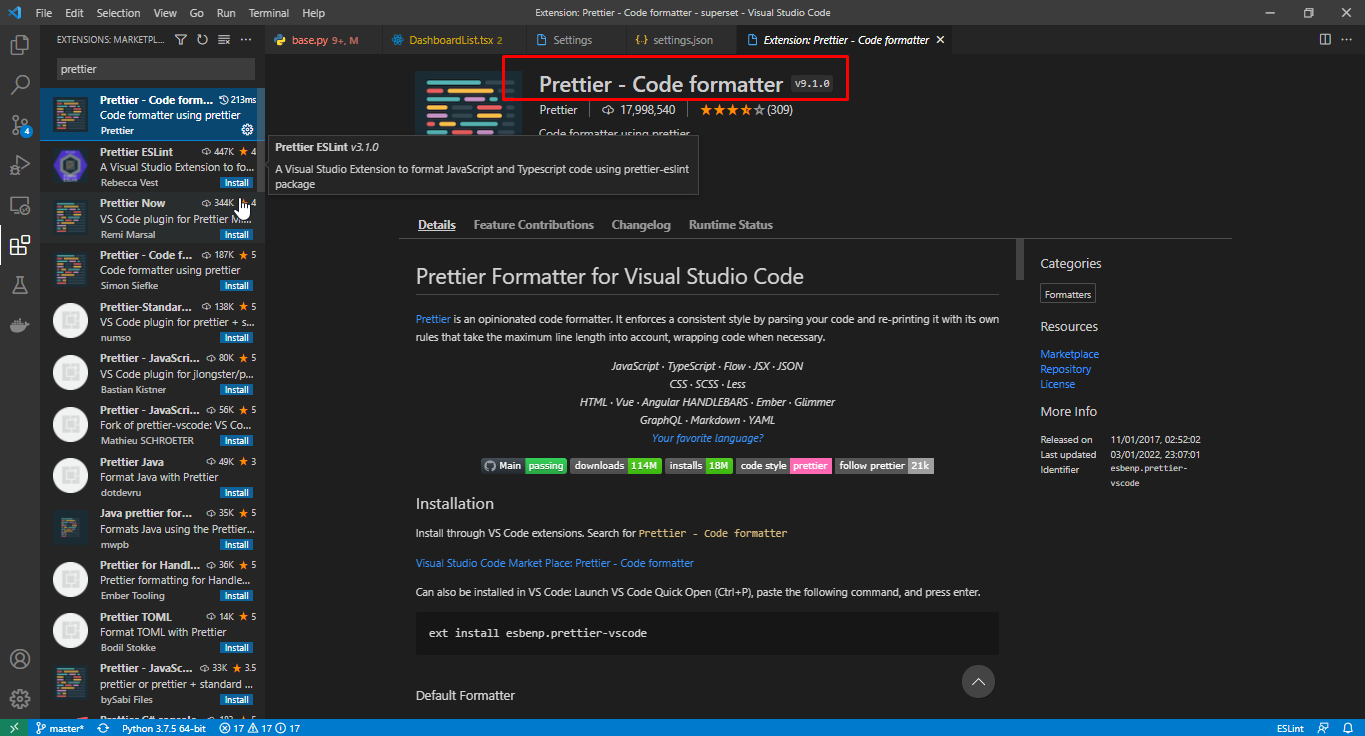 File Edit Selection View Go Run Terminal Help
Extension: Prettier - Code formatter - superset - Visual Studio Code
EXTENSIONS: MARKETPL...
base.py 9+, M
DashboardList.tsx 2
Settings
{ } settings.json
Extension: Prettier - Code formatter
prettier
Prettier - Code form... 213ms
Code formatter using prettier
Prettier
Prettier ESLint 447K ★ 4
A Visual Studio Extension to fo...
Rebecca Vest Install
Prettier Now 344K 4
VS Code plugin for Prettier M...
Remi Marsal Install
Prettier - Code f... 187K ★ 5
Code formatter using prettier
Simon Siefke Install
Prettier-Standar... 138K ★ 5
VS Code plugin for prettier + s...
numso Install
Prettier - JavaScri... 80K ★ 5
VS Code plugin for jlongster/p...
Bastian Kistner Install
Prettier - JavaScri... 56K ★ 5
Fork of prettier-vscode: VS Co...
Mathieu SCHROETER Install
Prettier Java 49K ★ 3
Format Java with Prettier
dotdevru Install
Java prettier for... 35K ★ 5
Formats Java using the Prettier...
mwpb Install
Prettier for Handl... 36K ★ 5
Prettier formatting for Handle...
Ember Tooling Install
Prettier TOML 14K ★ 5
Format TOML with Prettier
Bodil Stokke Install
Prettier - JavaSc... 33K ★ 3.5
prettier or prettier + standard ...
bySabi Files Install
4
Prettier - Code formatter v9.1.0
Prettier 17,998,540 (309)
Code formatter using prettier
Prettier ESLint v3.1.0
A Visual Studio Extension to format JavaScript and Typescript code using prettier-eslint
package
Details Feature Contributions Changelog Runtime Status
Prettier Formatter for Visual Studio Code
Prettier is an opinionated code formatter. It enforces a consistent style by parsing your code and re-printing it with its own
rules that take the maximum line length into account, wrapping code when necessary.
JavaScript · TypeScript · Flow · JSX · JSON
CSS · SCSS · Less
HTML · Vue · Angular HANDLEBARS · Ember · Glimmer
GraphQL · Markdown · YAML
Your favorite language?
Main passing downloads 114M installs 18M code style prettier follow prettier 21k
Installation
Install through VS Code extensions. Search for Prettier - Code formatter
Visual Studio Code Market Place: Prettier - Code formatter
Can also be installed in VS Code: Launch VS Code Quick Open (Ctrl+P), paste the following command, and press enter.
ext install esbenp.prettier-vscode
Default Formatter
Categories
Formatters
Resources
Marketplace
Repository
License
More Info
Released on 11/01/2017, 02:52:02
Last updated 03/01/2022, 23:07:01
Identifier esbenp.prettier-
vscode
master* Python 3.7.5 64-bit 17 17 17 ESLint